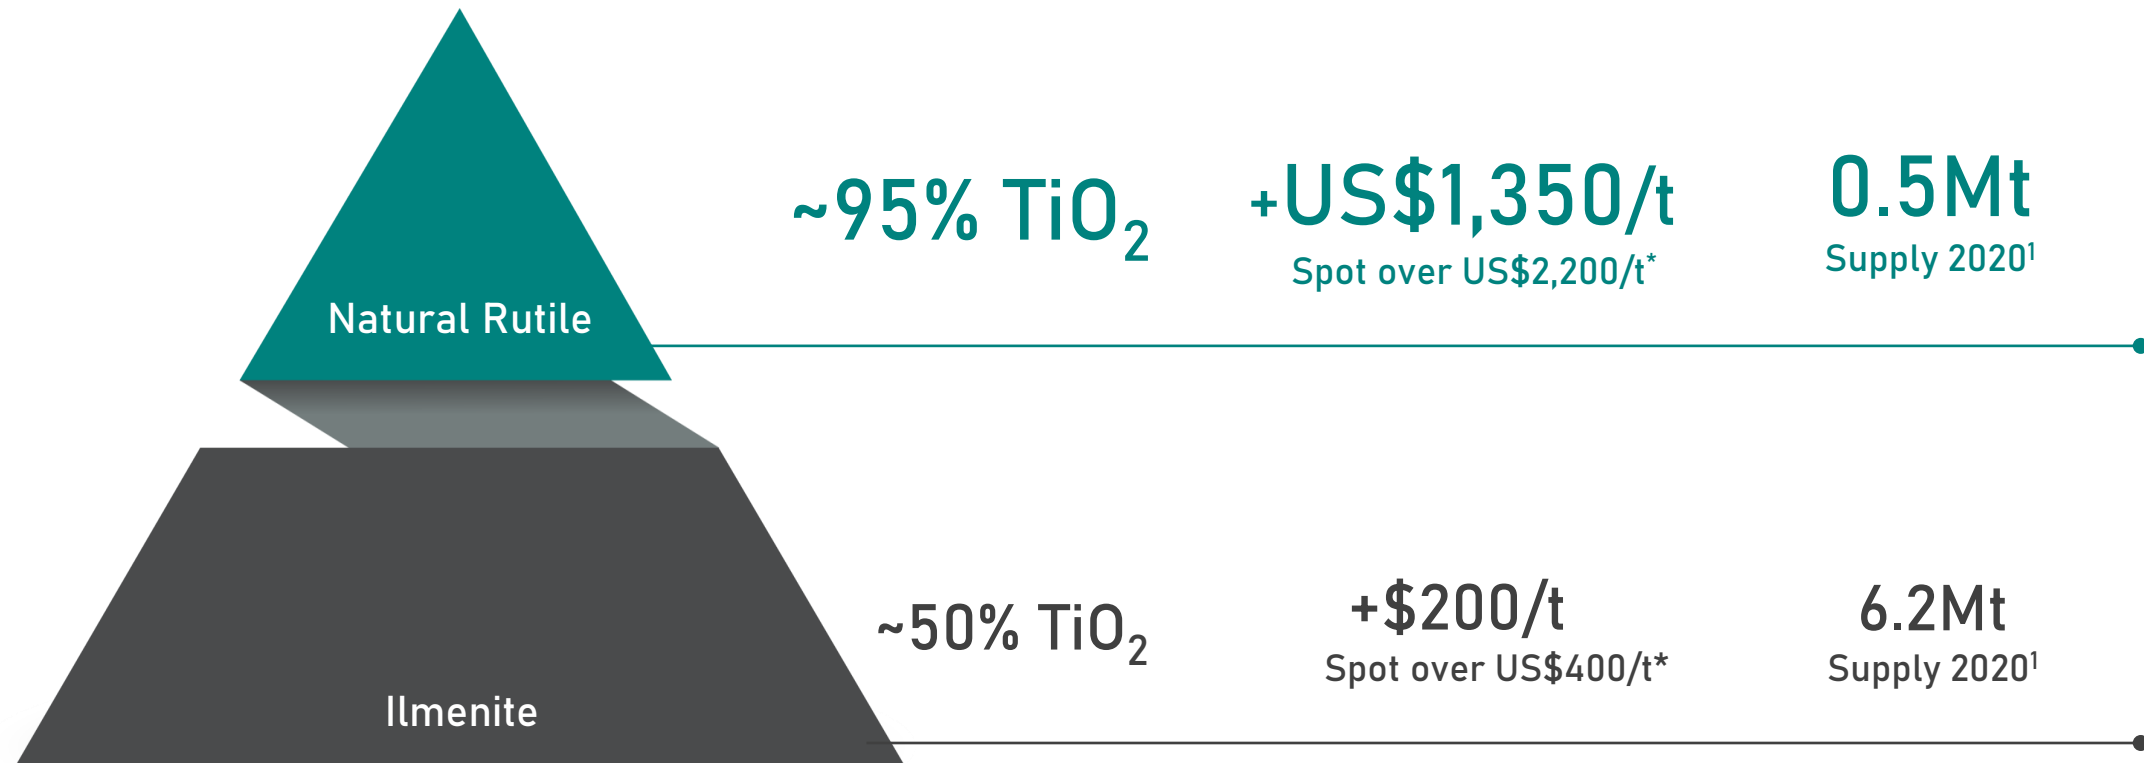 Natural Rutile
~95% TiO₂
+US$1,350/t
Spot over US$2,200/t*
0.5Mt
Supply 2020¹
Ilmenite
~50% TiO₂
+$200/t
Spot over US$400/t*
6.2Mt
Supply 2020¹